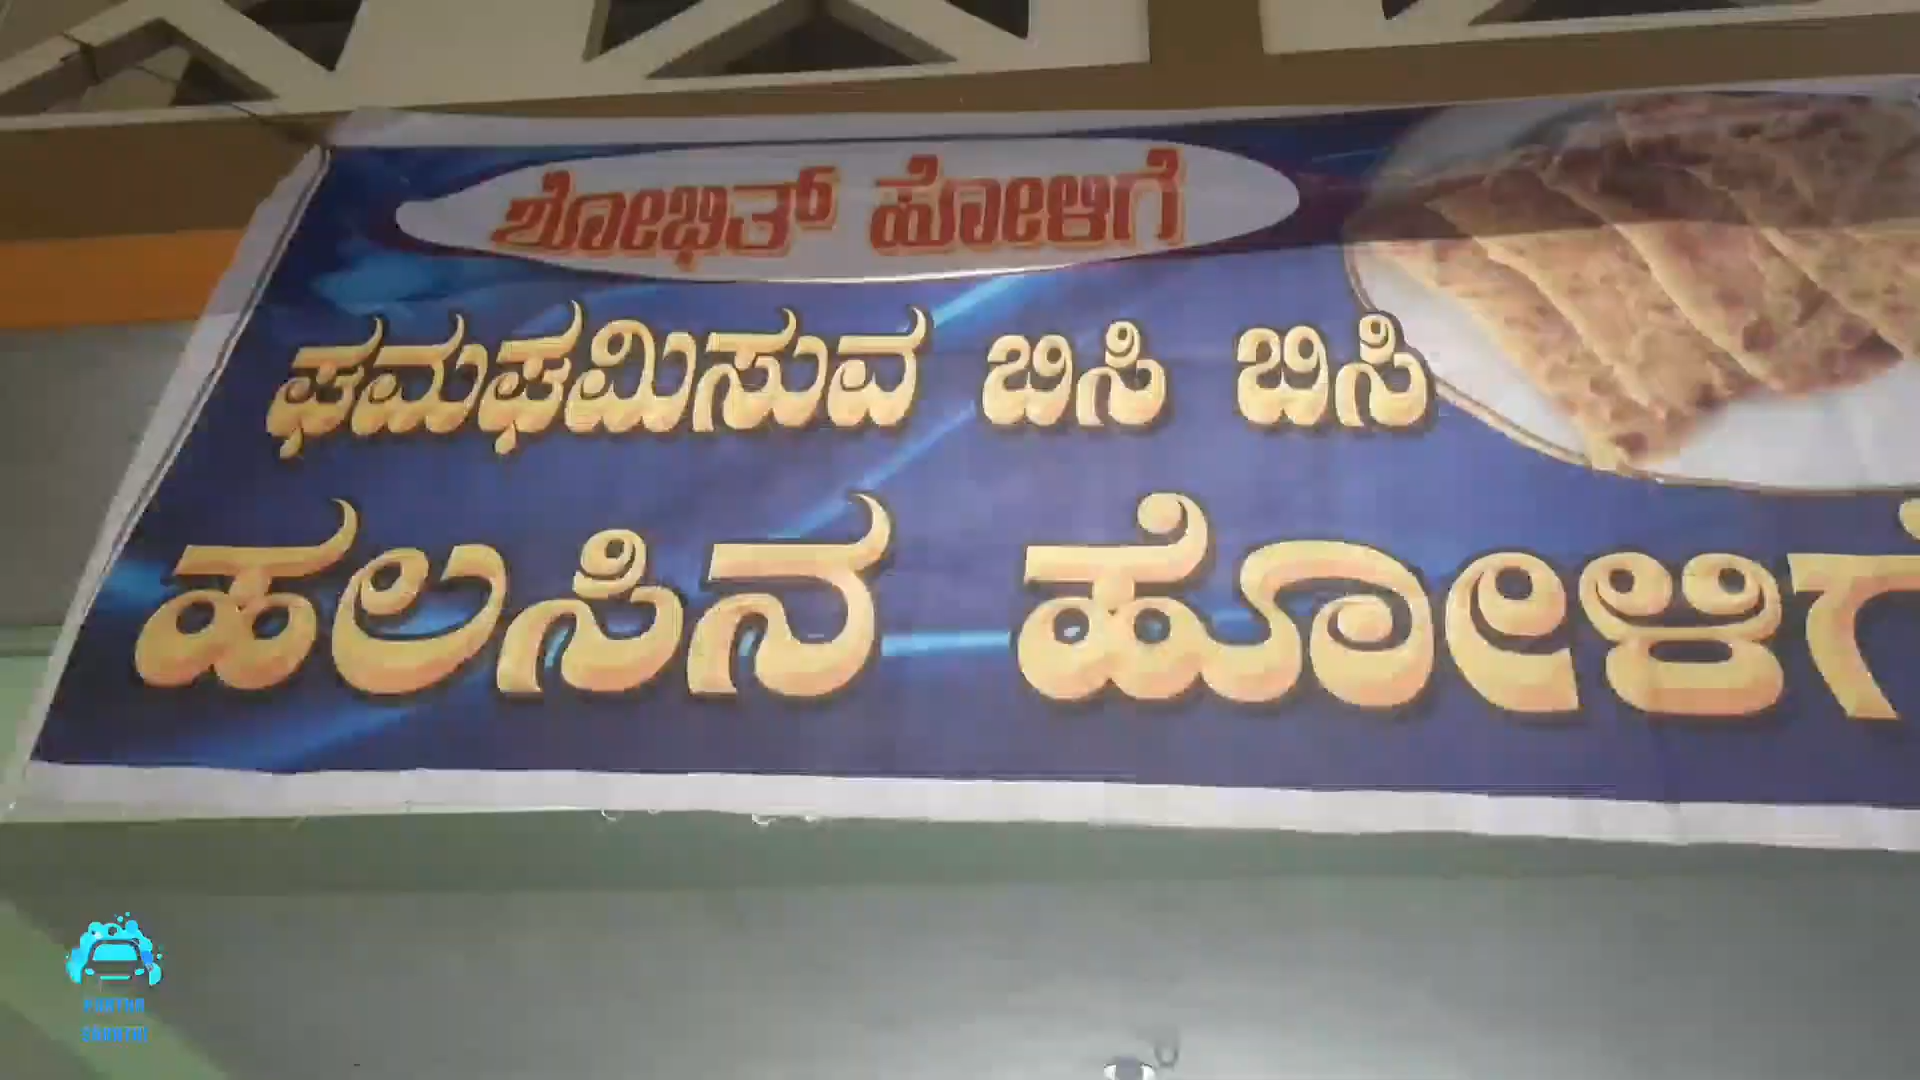 ಶೋಭಿತ್ ಹೋಳಿಗೆ
ಘಮಘಮಿಸುವ ಬಿಸಿ ಬಿಸಿ
ಹಲಸಿನ ಹೋಳಿಗೆ